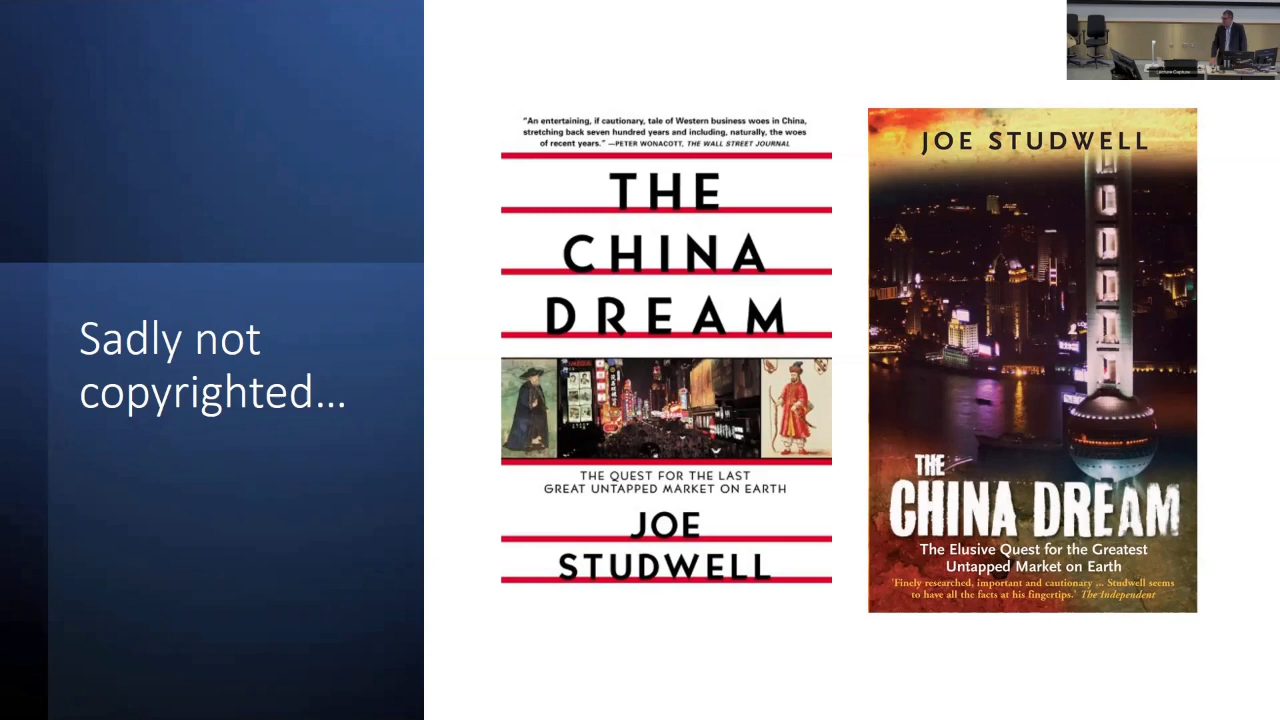 Sadly not
copyrighted...
"An entertaining, if cautionary, tale of Western business woes in China,
stretching back seven hundred years and including, naturally, the woes
of recent years." —PETER WONACOTT, THE WALL STREET JOURNAL
THE
CHINA
DREAM
THE QUEST FOR THE LAST
GREAT UNTAPPED MARKET ON EARTH
JOE
STUDWELL
JOE STUDWELL
THE
CHINA DREAM
The Elusive Quest for the Greatest
Untapped Market on Earth
'Finely researched, important and cautionary ... Studwell seems
to have all the facts at his fingertips.' The Independent
Lecture Capture